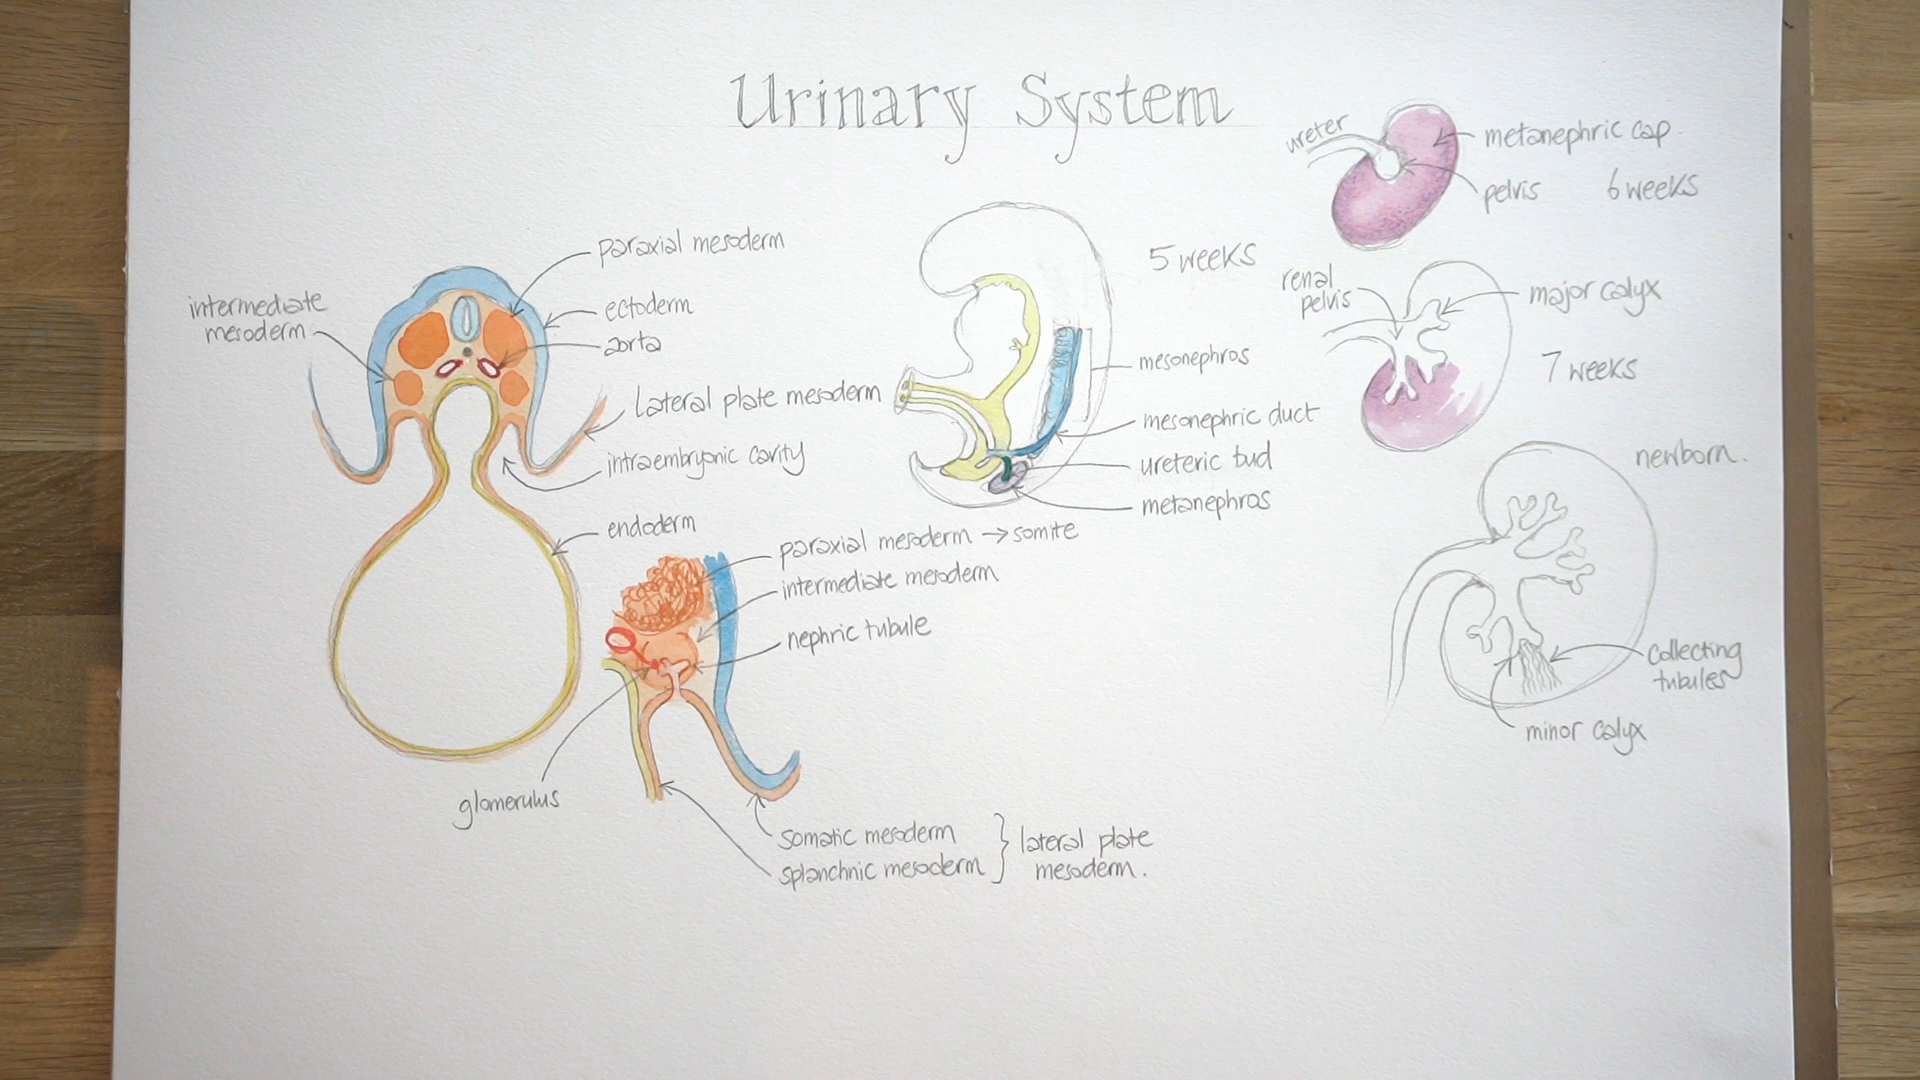 Urinary System
intermediate
mesoderm
paraxial mesoderm
ectoderm
aorta
lateral plate mesoderm
intraembryonic cavity
endoderm
paraxial mesoderm → somite
intermediate mesoderm
nephric tubule
glomerulus
somatic mesoderm
splanchnic mesoderm
} lateral plate
mesoderm.
5 weeks
mesonephros
mesonephric duct
ureteric bud
metanephros
ureter
metanephric cap
pelvis
6 weeks
renal
pelvis
major calyx
7 weeks
newborn.
collecting
tubules
minor calyx